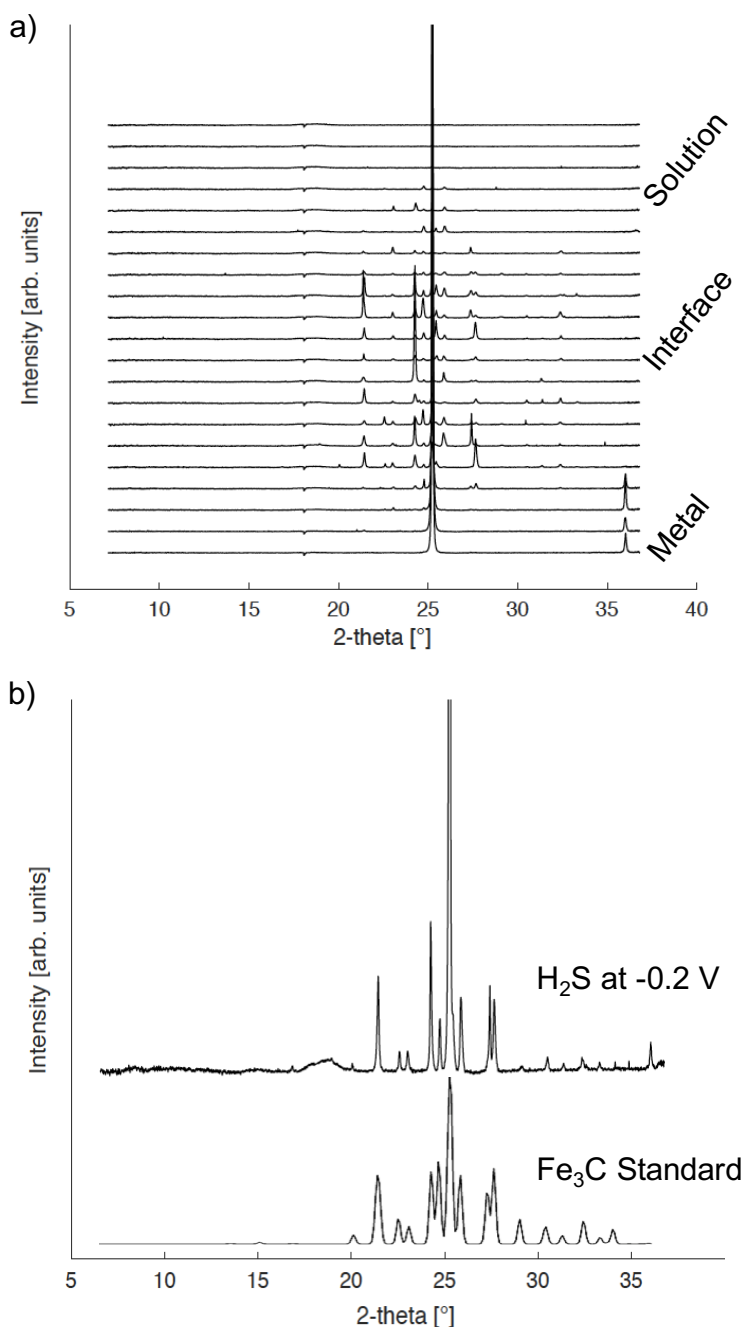 a)
Intensity [arb. units]
Solution
Interface
Metal
5 10 15 20 25 30 35 40
2-theta [°]
b)
Intensity [arb. units]
H₂S at -0.2 V
Fe₃C Standard
5 10 15 20 25 30 35
2-theta [°]